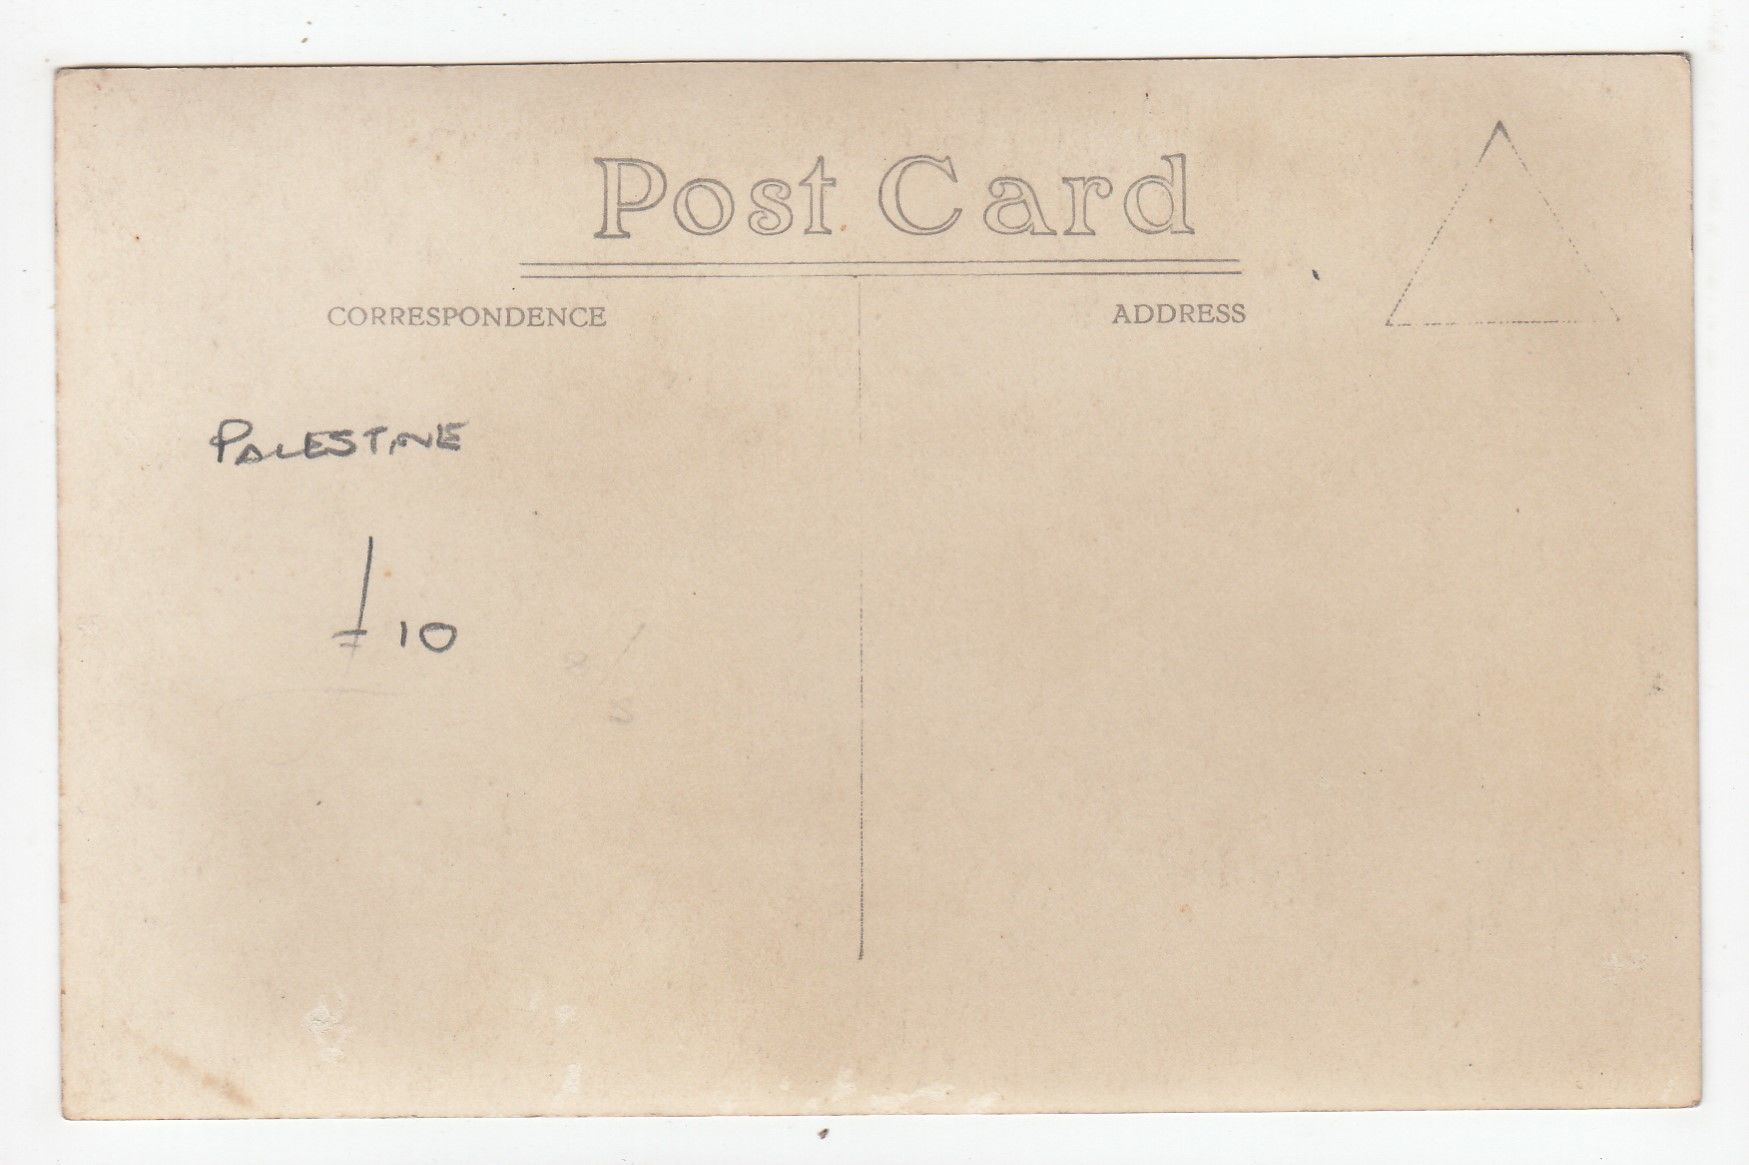 Post Card
CORRESPONDENCE
ADDRESS
PALESTINE
£10